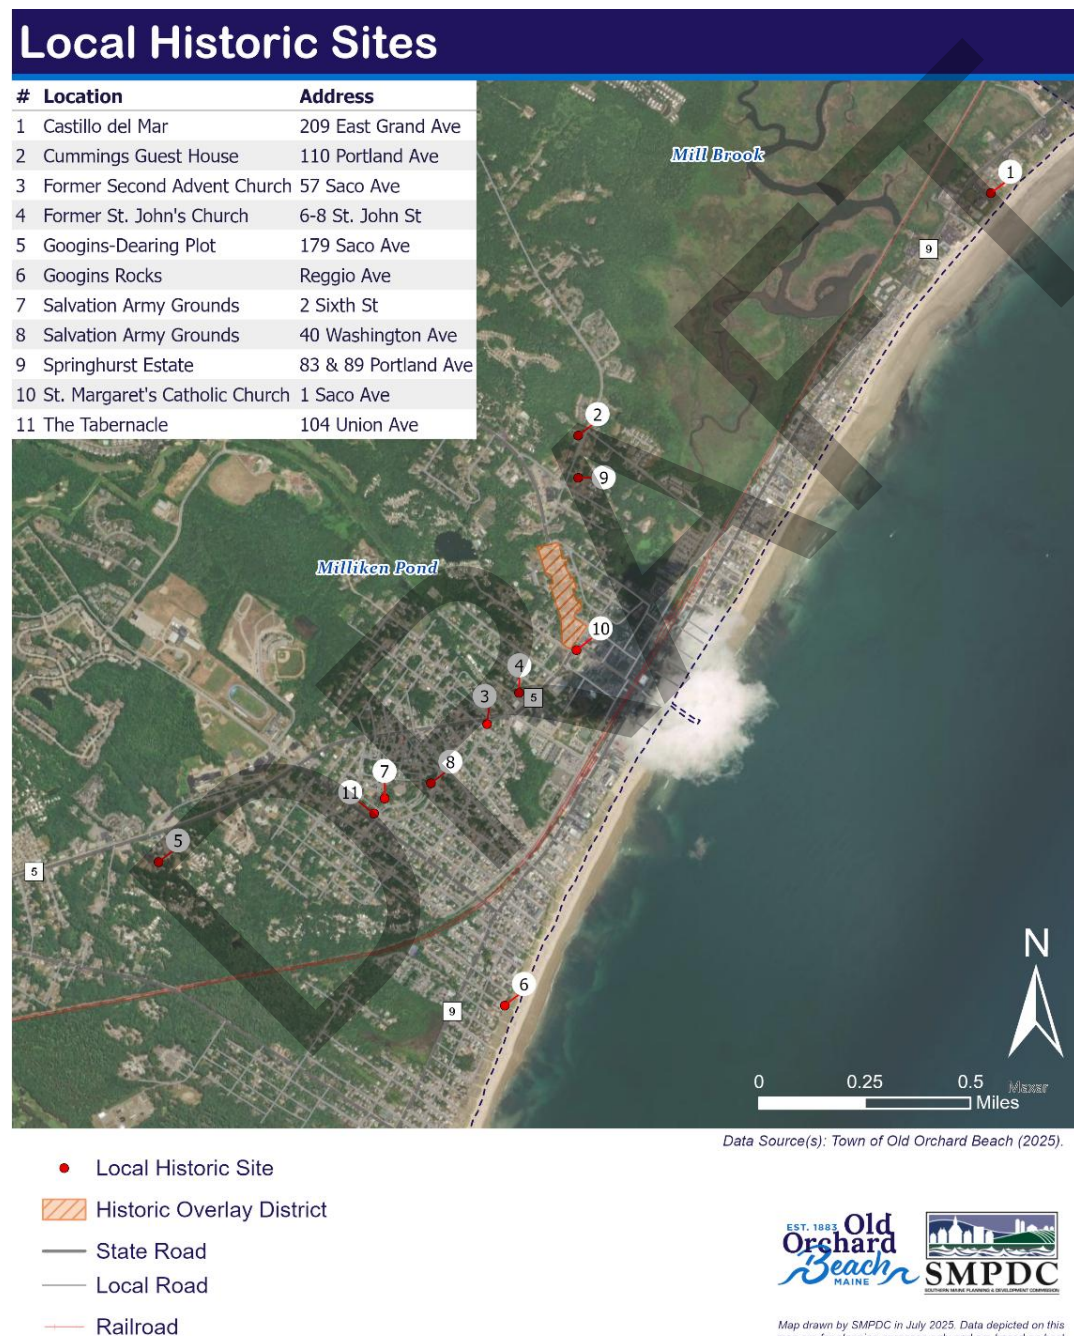 Local Historic Sites
# Location Address
1 Castillo del Mar 209 East Grand Ave
2 Cummings Guest House 110 Portland Ave
3 Former Second Advent Church 57 Saco Ave
4 Former St. John's Church 6-8 St. John St
5 Googins-Dearing Plot 179 Saco Ave
6 Googins Rocks Reggio Ave
7 Salvation Army Grounds 2 Sixth St
8 Salvation Army Grounds 40 Washington Ave
9 Springhurst Estate 83 & 89 Portland Ave
10 St. Margaret's Catholic Church 1 Saco Ave
11 The Tabernacle 104 Union Ave
Mill Brook
1
9
2
9
Milliken Pond
10
4
5
3
8
7
11
5
5
6
9
DRAFT
N
0 0.25 0.5
Miles
Maxar
Data Source(s): Town of Old Orchard Beach (2025).
Local Historic Site
Historic Overlay District
State Road
Local Road
Railroad
EST. 1883 Old
Orchard
Beach
MAINE
SMPDC
SOUTHERN MAINE PLANNING & DEVELOPMENT COMMISSION
Map drawn by SMPDC in July 2025. Data depicted on this